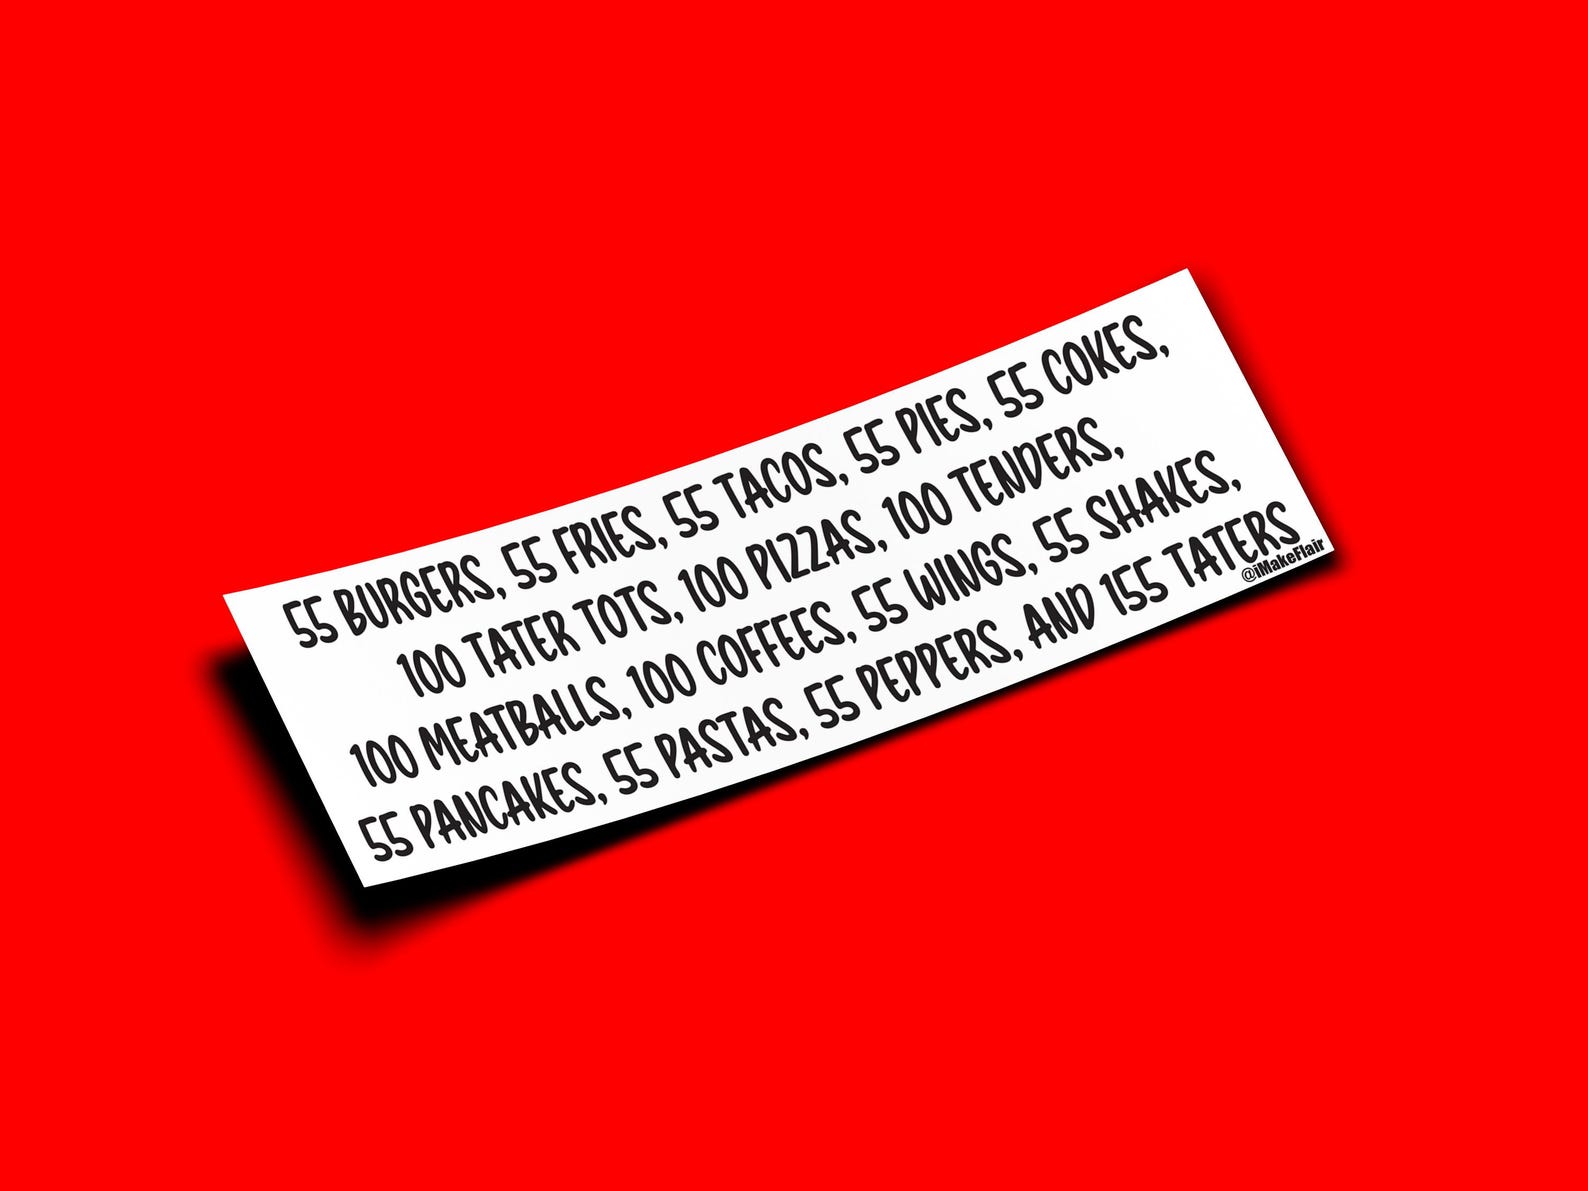 55 BURGERS, 55 FRIES, 55 TACOS, 55 PIES, 55 COKES,
100 TATER TOTS, 100 PIZZAS, 100 TENDERS,
100 MEATBALLS, 100 COFFEES, 55 WINGS, 55 SHAKES,
55 PANCAKES, 55 PASTAS, 55 PEPPERS, AND 155 TATERS
@iMakeFlair